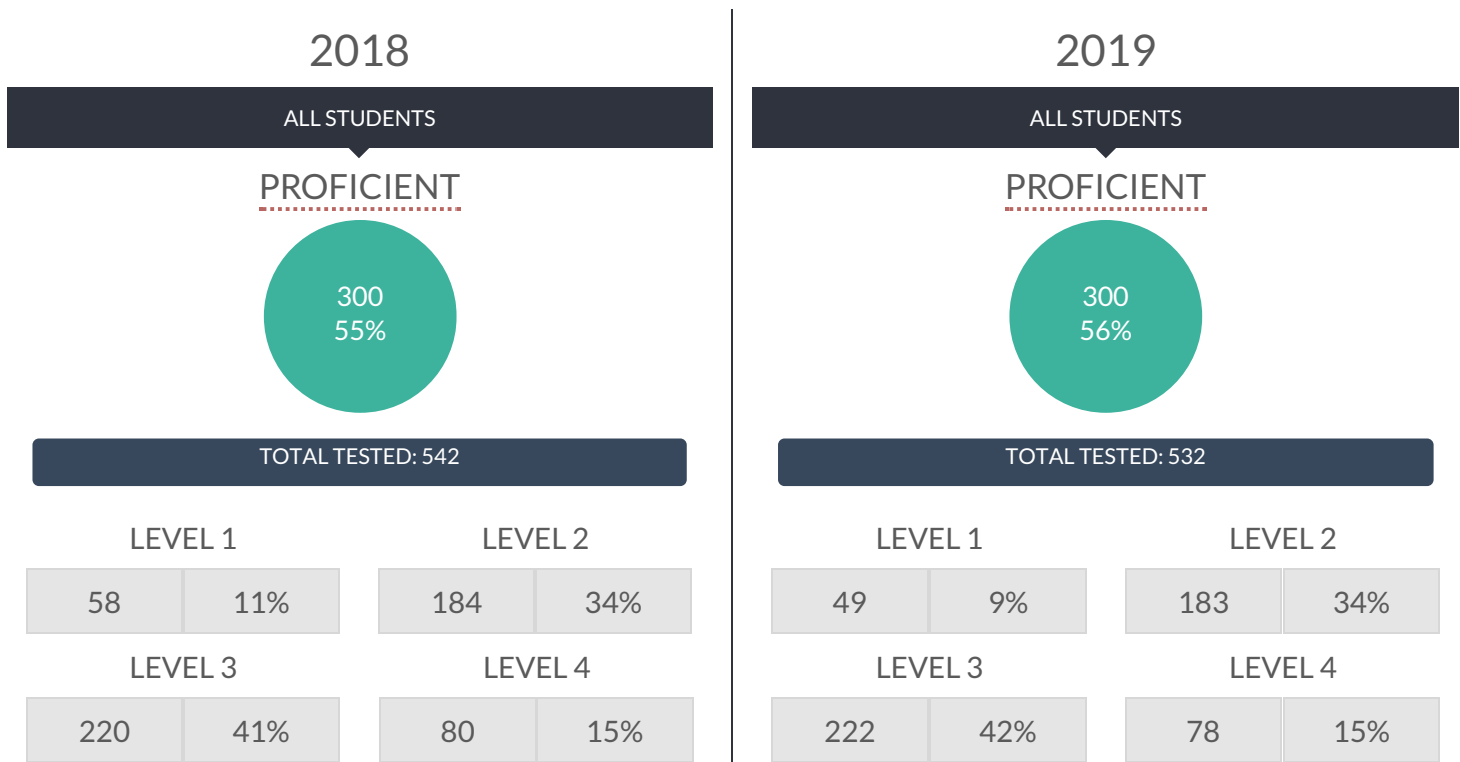 2018
ALL STUDENTS
PROFICIENT
300
55%
TOTAL TESTED: 542
LEVEL 1
LEVEL 2
58 11%
184 34%
LEVEL 3
LEVEL 4
220 41%
80 15%
2019
ALL STUDENTS
PROFICIENT
300
56%
TOTAL TESTED: 532
LEVEL 1
LEVEL 2
49 9%
183 34%
LEVEL 3
LEVEL 4
222 42%
78 15%